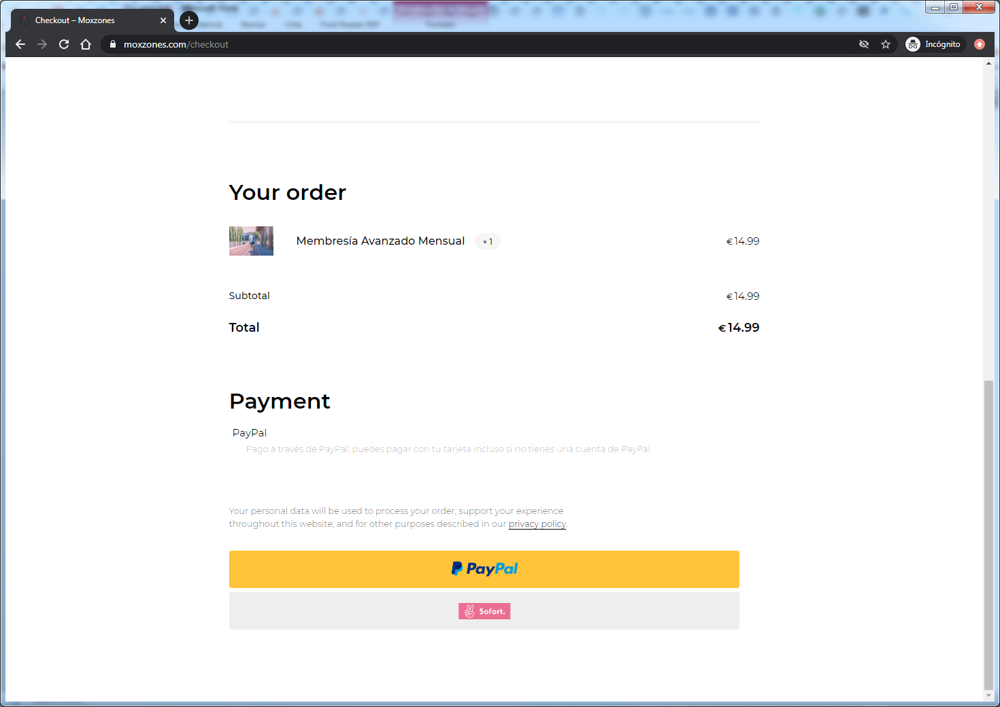 Checkout – Moxzones
moxzones.com/checkout
Incógnito
Your order
Membresía Avanzado Mensual × 1 €14.99
Subtotal €14.99
Total €14.99
Payment
PayPal
Pago a través de PayPal; puedes pagar con tu tarjeta incluso si no tienes una cuenta de PayPal.
Your personal data will be used to process your order, support your experience
throughout this website, and for other purposes described in our privacy policy.
PayPal
Sofort.